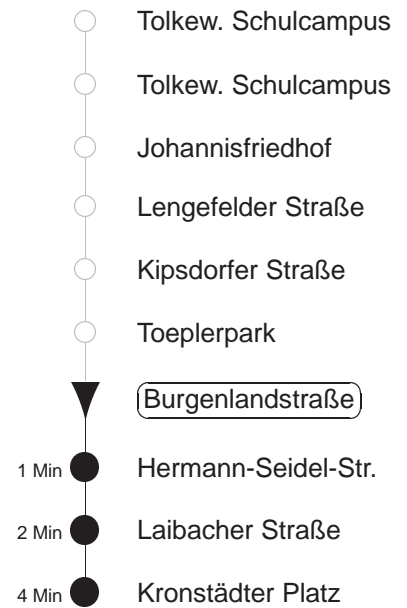 Tolkew. Schulcampus
Tolkew. Schulcampus
Johannisfriedhof
Lengefelder Straße
Kipsdorfer Straße
Toeplerpark
Burgenlandstraße
1 Min Hermann-Seidel-Str.
2 Min Laibacher Straße
4 Min Kronstädter Platz